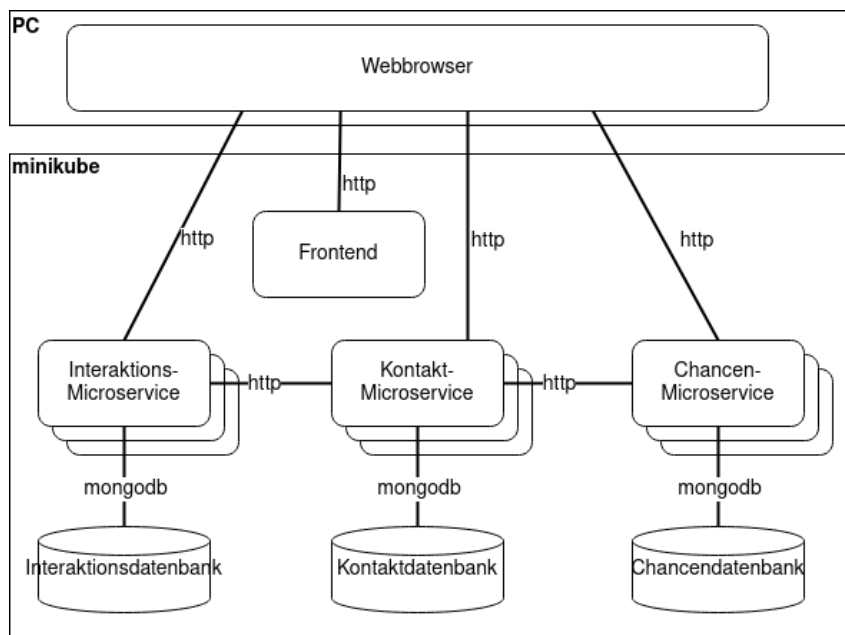 PC
Webbrowser
minikube
http
http
http
http
Frontend
Interaktions-
Microservice
http
Kontakt-
Microservice
http
Chancen-
Microservice
mongodb
mongodb
mongodb
Interaktionsdatenbank
Kontaktdatenbank
Chancendatenbank